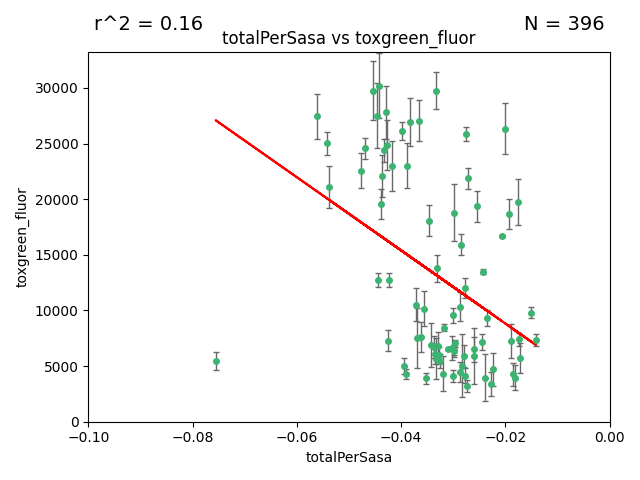 r^2 = 0.16
N = 396
totalPerSasa vs toxgreen_fluor
toxgreen_fluor
30000
25000
20000
15000
10000
5000
0
−0.10
−0.08
−0.06
−0.04
−0.02
0.00
totalPerSasa